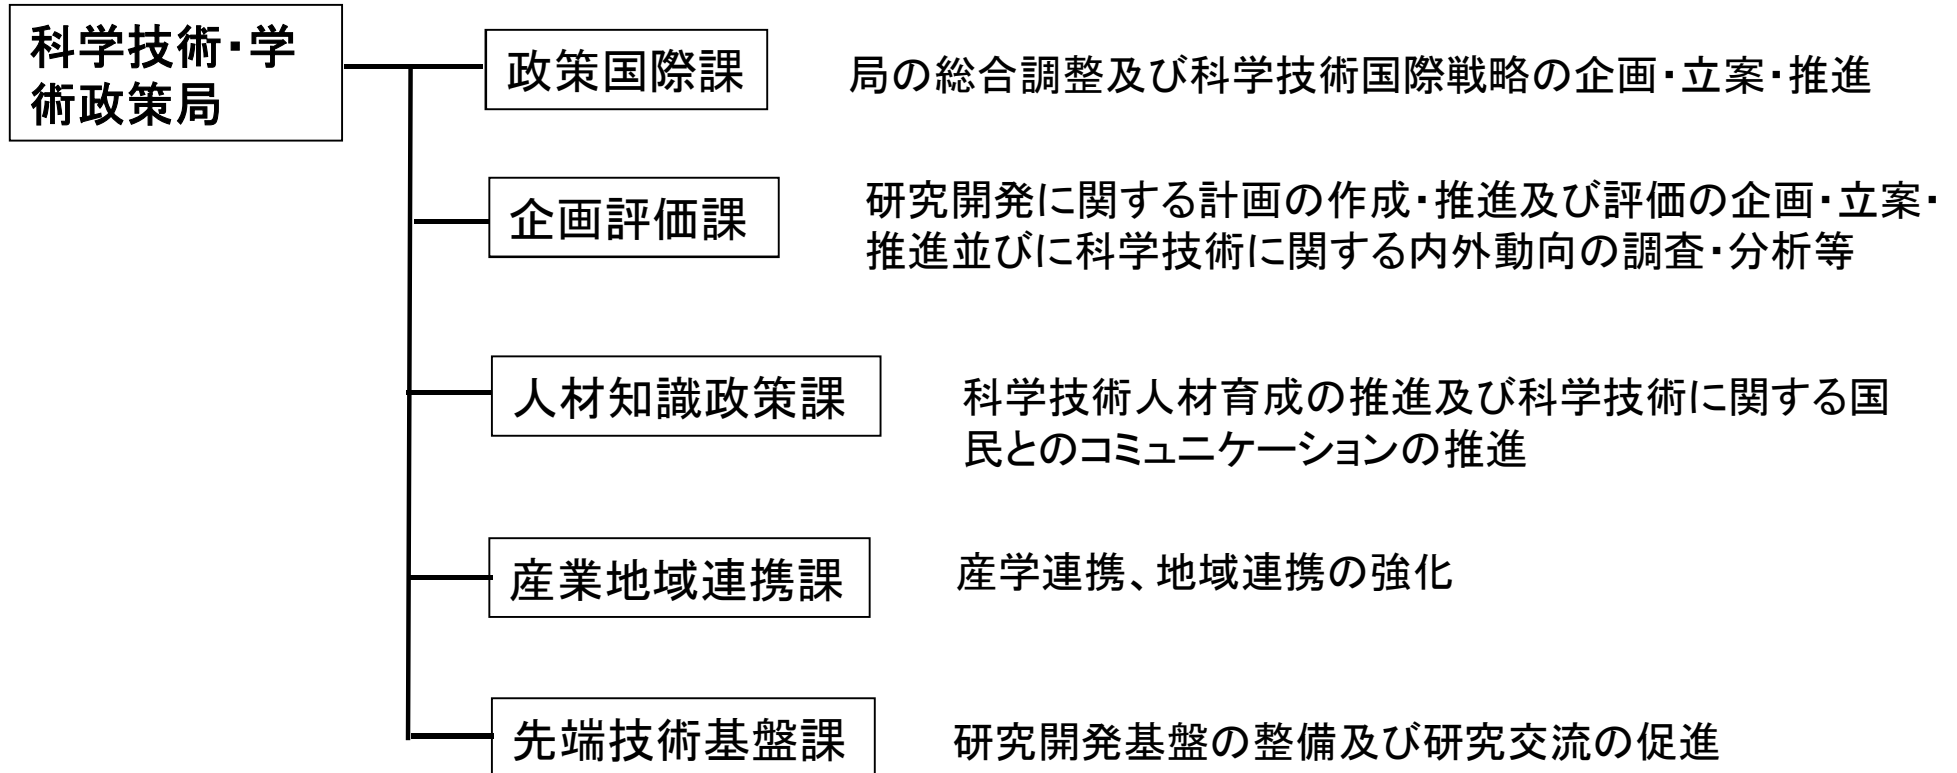 科学技術・学
術政策局
政策国際課
局の総合調整及び科学技術国際戦略の企画・立案・推進
企画評価課
研究開発に関する計画の作成・推進及び評価の企画・立案・
推進並びに科学技術に関する内外動向の調査・分析等
人材知識政策課
科学技術人材育成の推進及び科学技術に関する国
民とのコミュニケーションの推進
産業地域連携課
産学連携、地域連携の強化
先端技術基盤課
研究開発基盤の整備及び研究交流の促進